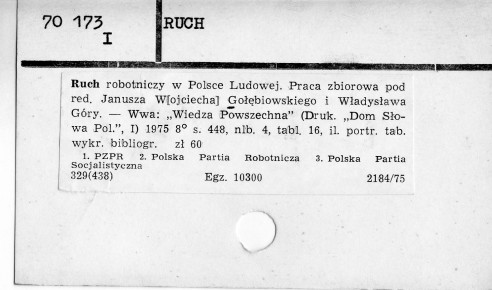 70 173 RUCH
I
Ruch robotniczy w Polsce Ludowej. Praca zbiorowa pod
red. Janusza W[ojciecha] Gołębiowskiego i Władysława
Góry. — Wwa: „Wiedza Powszechna” (Druk. „Dom Sło-
wa Pol.”, I) 1975 8° s. 448, nlb. 4, tabl. 16, il. portr. tab.
wykr. bibliogr. zł 60
1. PZPR 2. Polska Partia Robotnicza 3. Polska Partia
Socjalistyczna
329(438) Egz. 10300 2184/75